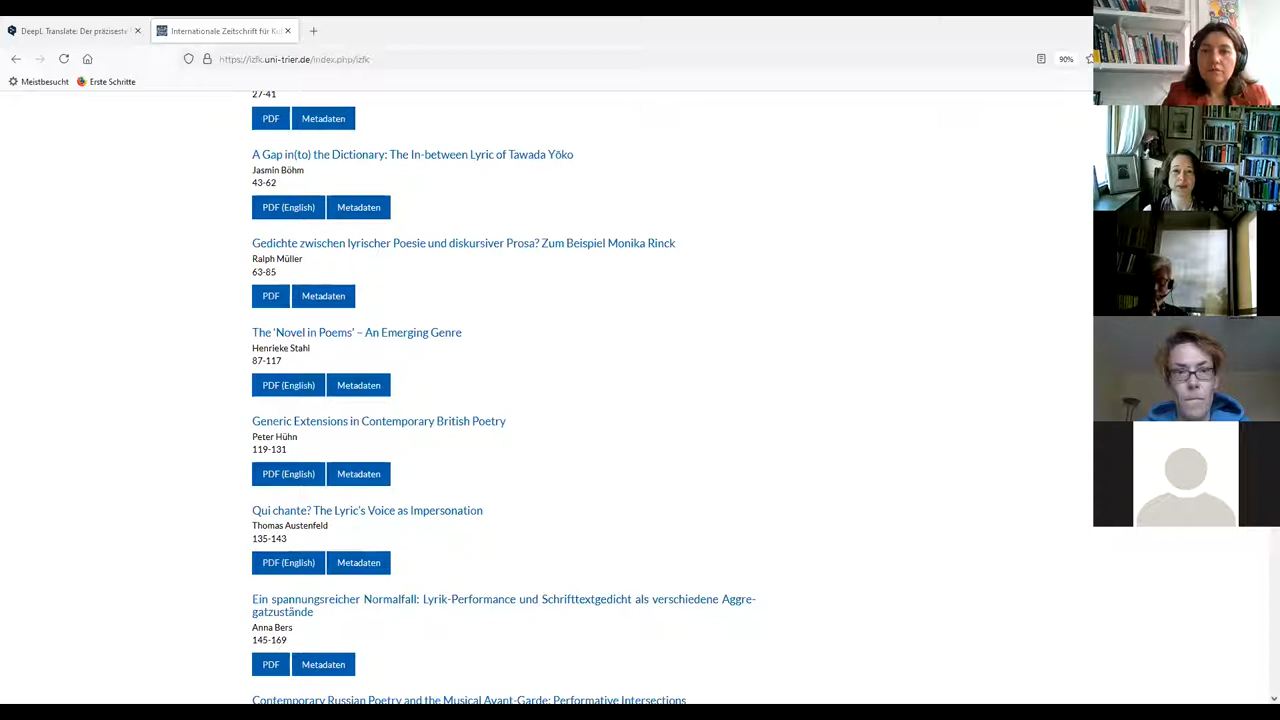 DeepL Translate: Der präziseste
Internationale Zeitschrift für Ku
https://izfk.uni-trier.de/index.php/izfk
90%
Meistbesucht
Erste Schritte
27-41
PDF
Metadaten
A Gap in(to) the Dictionary: The In-between Lyric of Tawada Yōko
Jasmin Böhm
43-62
PDF (English)
Metadaten
Gedichte zwischen lyrischer Poesie und diskursiver Prosa? Zum Beispiel Monika Rinck
Ralph Müller
63-85
PDF
Metadaten
The ‘Novel in Poems’ – An Emerging Genre
Henrieke Stahl
87-117
PDF (English)
Metadaten
Generic Extensions in Contemporary British Poetry
Peter Hühn
119-131
PDF (English)
Metadaten
Qui chante? The Lyric’s Voice as Impersonation
Thomas Austenfeld
135-143
PDF (English)
Metadaten
Ein spannungsreicher Normalfall: Lyrik-Performance und Schrifttextgedicht als verschiedene Aggre-
gatzustände
Anna Bers
145-169
PDF
Metadaten
Contemporary Russian Poetry and the Musical Avant-Garde: Performative Intersections